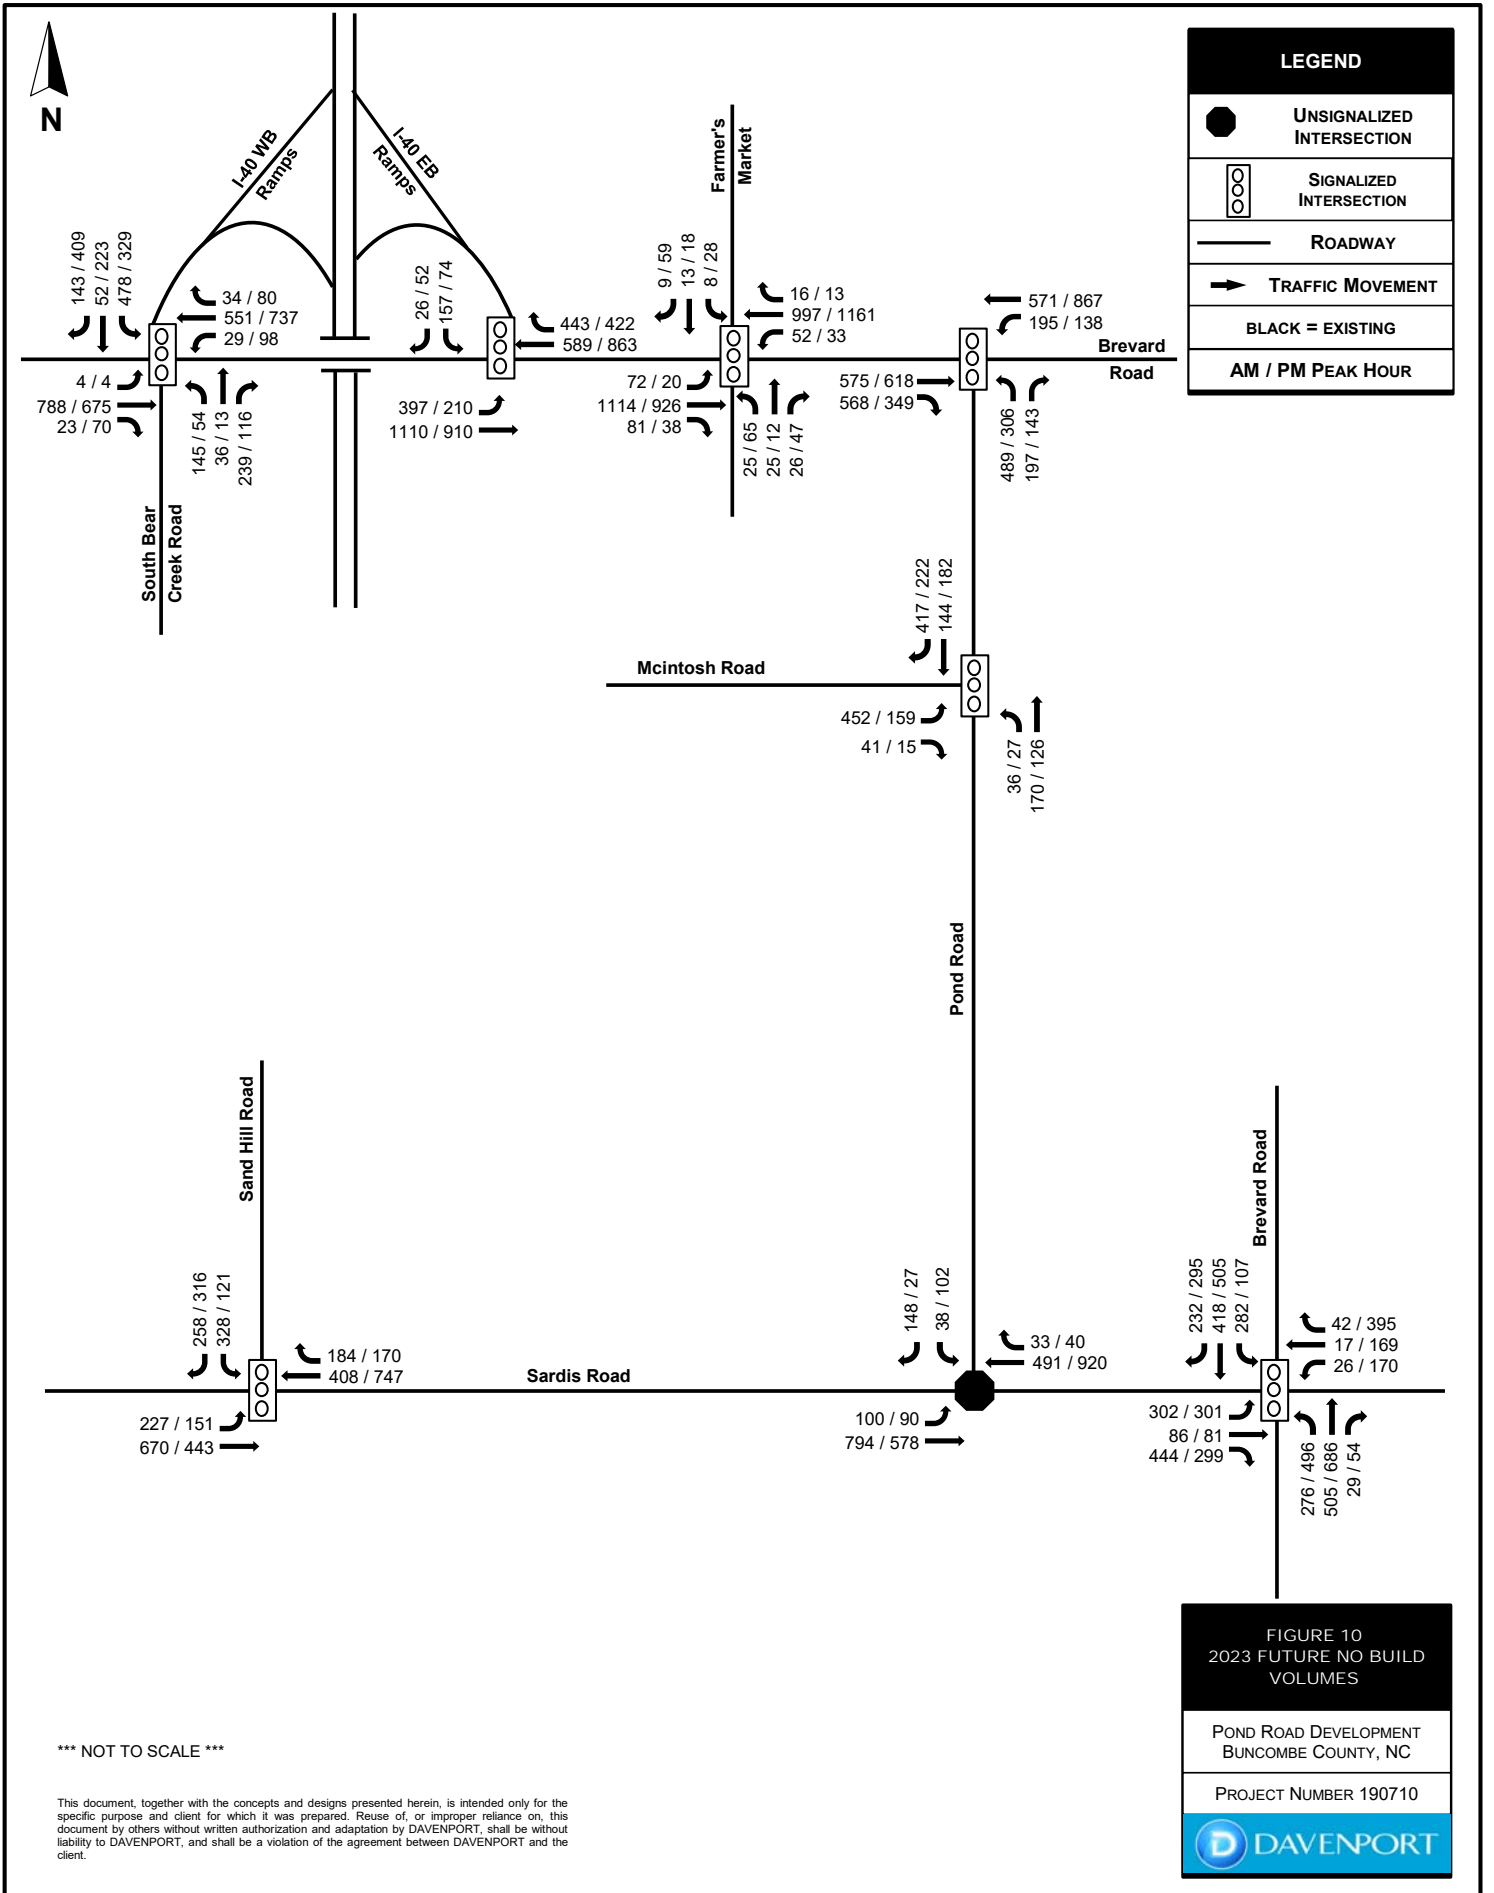 N
LEGEND
UNSIGNALIZED
INTERSECTION
SIGNALIZED
INTERSECTION
ROADWAY
TRAFFIC MOVEMENT
BLACK = EXISTING
AM / PM PEAK HOUR
I-40 WB
Ramps
I-40 EB
Ramps
Farmer's
Market
143 / 409
52 / 223
478 / 329
34 / 80
551 / 737
29 / 98
4 / 4
788 / 675
23 / 70
145 / 54
36 / 13
239 / 116
South Bear
Creek Road
26 / 52
157 / 74
443 / 422
589 / 863
397 / 210
1110 / 910
9 / 59
13 / 18
8 / 28
16 / 13
997 / 1161
52 / 33
72 / 20
1114 / 926
81 / 38
25 / 65
25 / 12
26 / 47
571 / 867
195 / 138
Brevard
Road
575 / 618
568 / 349
489 / 306
197 / 143
417 / 222
144 / 182
Mcintosh Road
452 / 159
41 / 15
36 / 27
170 / 126
Pond Road
Sand Hill Road
258 / 316
328 / 121
184 / 170
408 / 747
227 / 151
670 / 443
Sardis Road
148 / 27
38 / 102
33 / 40
491 / 920
100 / 90
794 / 578
Brevard Road
232 / 295
418 / 505
282 / 107
42 / 395
17 / 169
26 / 170
302 / 301
86 / 81
444 / 299
276 / 496
505 / 686
29 / 54
FIGURE 10
2023 FUTURE NO BUILD
VOLUMES
POND ROAD DEVELOPMENT
BUNCOMBE COUNTY, NC
PROJECT NUMBER 190710
D DAVENPORT
*** NOT TO SCALE ***
This document, together with the concepts and designs presented herein, is intended only for the
specific purpose and client for which it was prepared. Reuse of, or improper reliance on, this
document by others without written authorization and adaptation by DAVENPORT, shall be without
liability to DAVENPORT, and shall be a violation of the agreement between DAVENPORT and the
client.